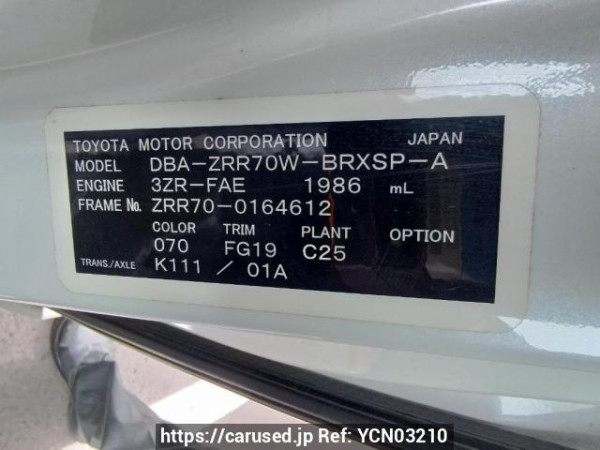 TOYOTA MOTOR CORPORATION JAPAN
MODEL DBA-ZRR70W-BRXSP-A
ENGINE 3ZR-FAE 1986 mL
FRAME No. ZRR70-0164612
COLOR TRIM PLANT OPTION
070 FG19 C25
TRANS./AXLE K111 / 01A
https://carused.jp Ref: YCN03210